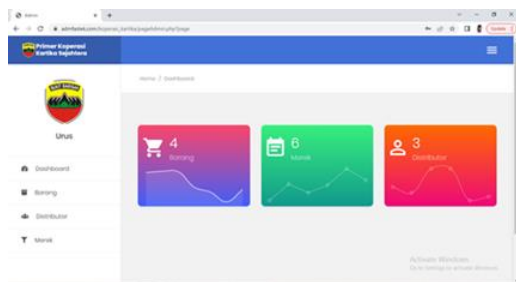 Admin
Primer Koperasi
Kartika Sejahtera
Home / Dashboard
Urus
Dashboard
Barang
Distributor
Merek
4
Barang
6
Merek
3
Distributor
Activate Windows
Go to Settings to activate Windows.